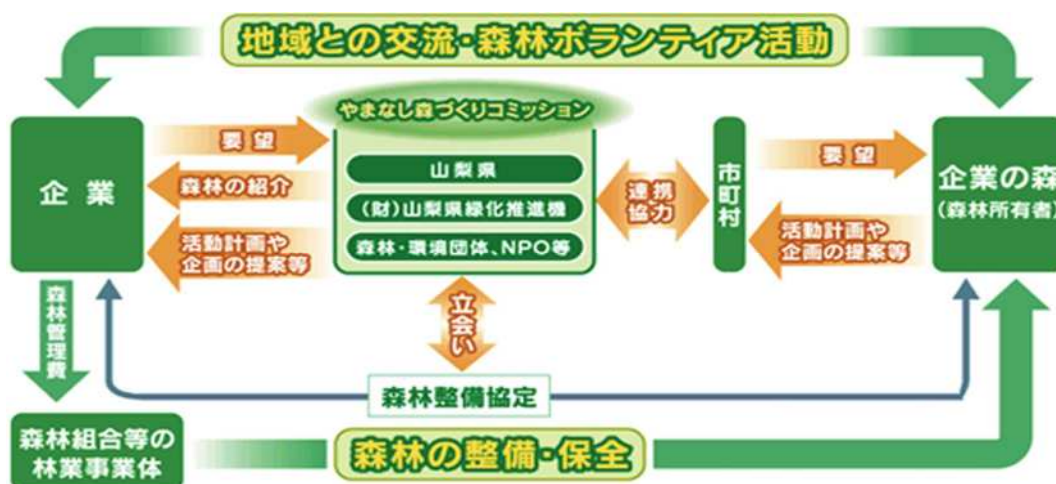 地域との交流・森林ボランティア活動
やまなし森づくりコミッション
企業
要望
森林の紹介
活動計画や
企画の提案等
山梨県
(財)山梨県緑化推進機
森林・環境団体、NPO等
連携
協力
市町村
要望
活動計画や
企画の提案等
企業の森
(森林所有者)
森林管理費
立会い
森林整備協定
森林組合等の
林業事業体
森林の整備・保全